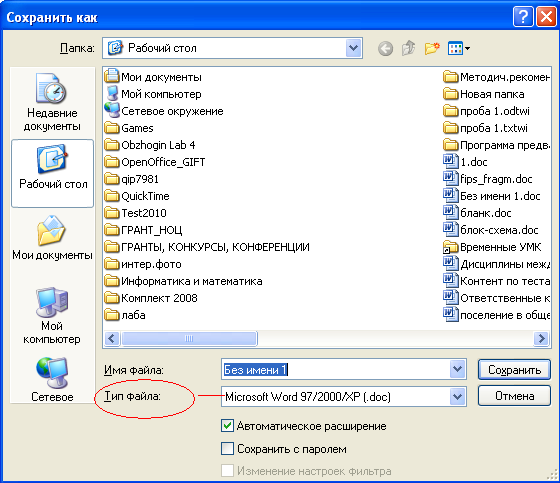 Сохранить как
Папка:
Рабочий стол
Недавние
документы
Рабочий стол
Мои документы
Мой
компьютер
Сетевое
Мои документы
Мой компьютер
Сетевое окружение
Games
Obzhogin Lab 4
OpenOffice_GIFT
qip7981
QuickTime
Test2010
ГРАНТ_НОЦ
ГРАНТЫ, КОНКУРСЫ, КОНФЕРЕНЦИИ
интер.фото
Информатика и математика
Комплект 2008
лаба
Методич.рекомен
Новая папка
проба 1.odtwi
проба 1.txtwi
Программа предва
1.doc
fips_fragm.doc
Без имени 1.doc
бланк.doc
блок-схема.doc
Временные УМК
Дисциплины межд
Контент по теста
Ответственные к
поселение в обще
Имя файла:
Без имени 1
Сохранить
Тип файла:
Microsoft Word 97/2000/XP (.doc)
Отмена
Автоматическое расширение
Сохранить с паролем
Изменение настроек фильтра